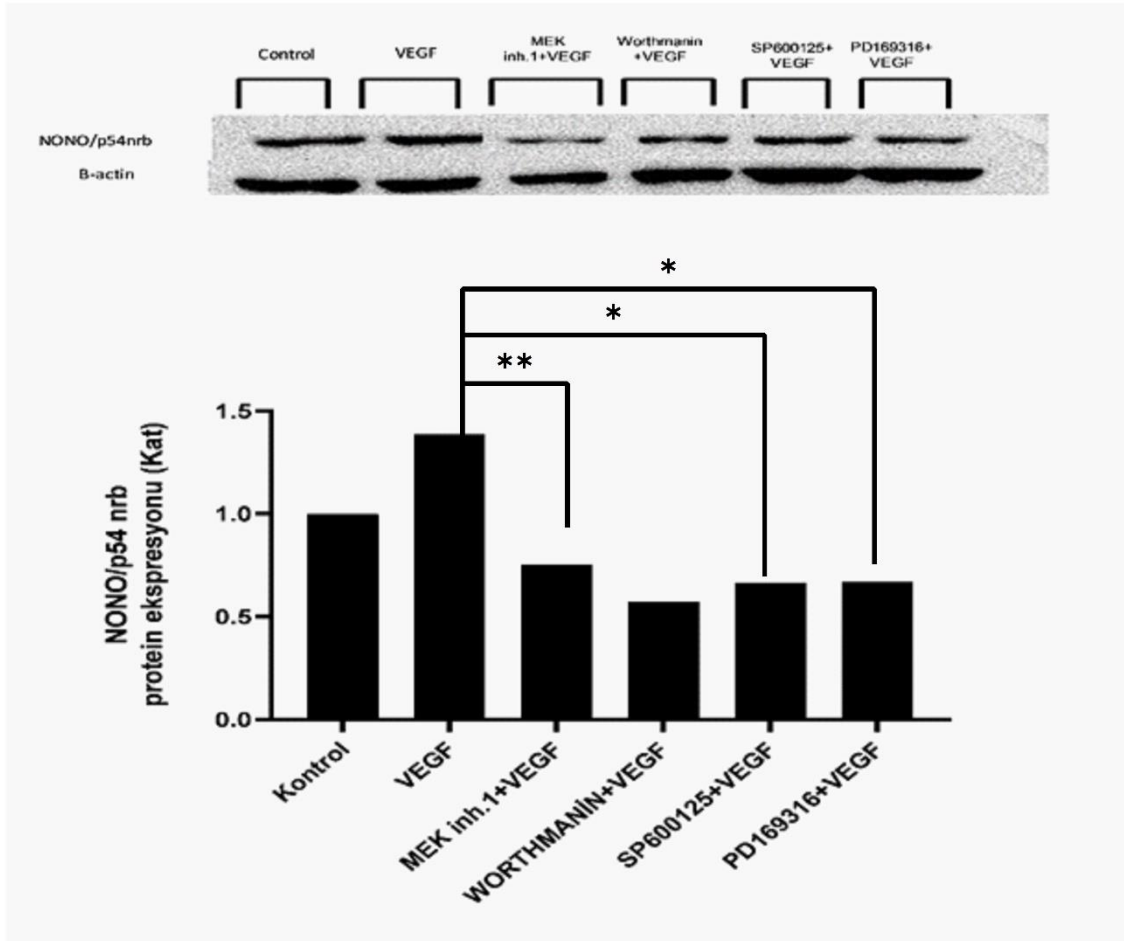 Control
VEGF
MEK
inh.1+VEGF
Worthmanin
+VEGF
SP600125+
VEGF
PD169316+
VEGF
NONO/p54nrb
B-actin
*
*
**
1.5
1.0
0.5
0.0
NONO/p54 nrb
protein ekspresyonu (Kat)
Kontrol
VEGF
MEK inh.1+VEGF
WORTHMANİN+VEGF
SP600125+VEGF
PD169316+VEGF